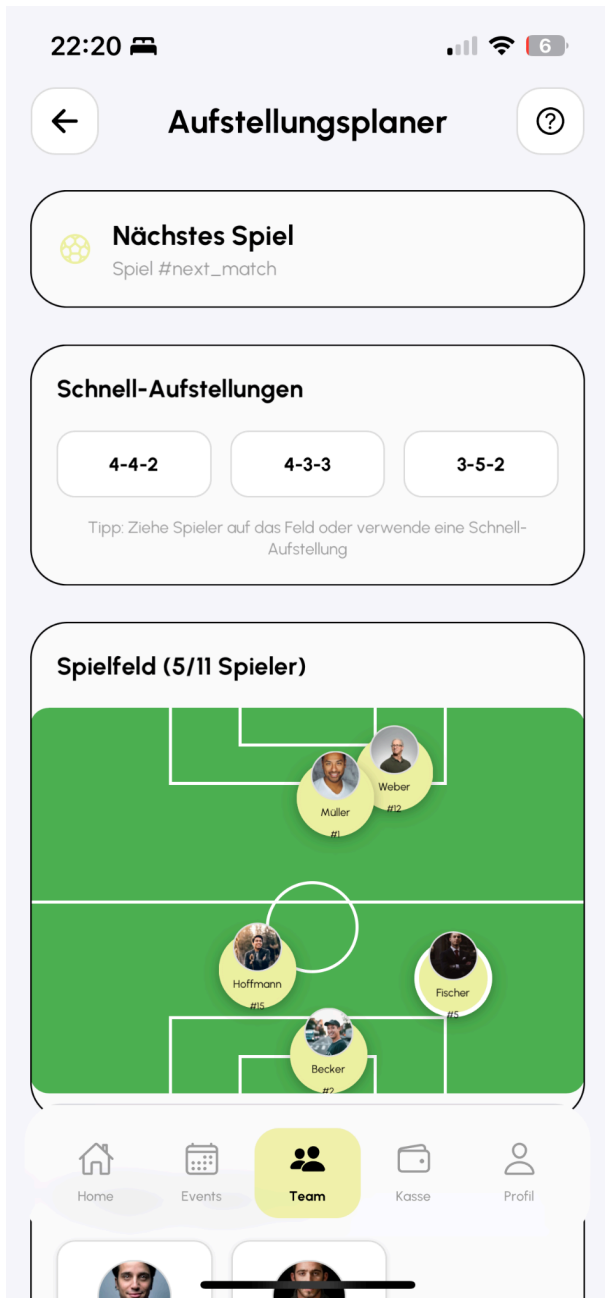 22:20
6
Aufstellungsplaner
Nächstes Spiel
Spiel #next_match
Schnell-Aufstellungen
4-4-2
4-3-3
3-5-2
Tipp: Ziehe Spieler auf das Feld oder verwende eine Schnell-
Aufstellung
Spielfeld (5/11 Spieler)
Weber
#12
Müller
#1
Hoffmann
#15
Fischer
#5
Becker
#2
Home
Events
Team
Kasse
Profil